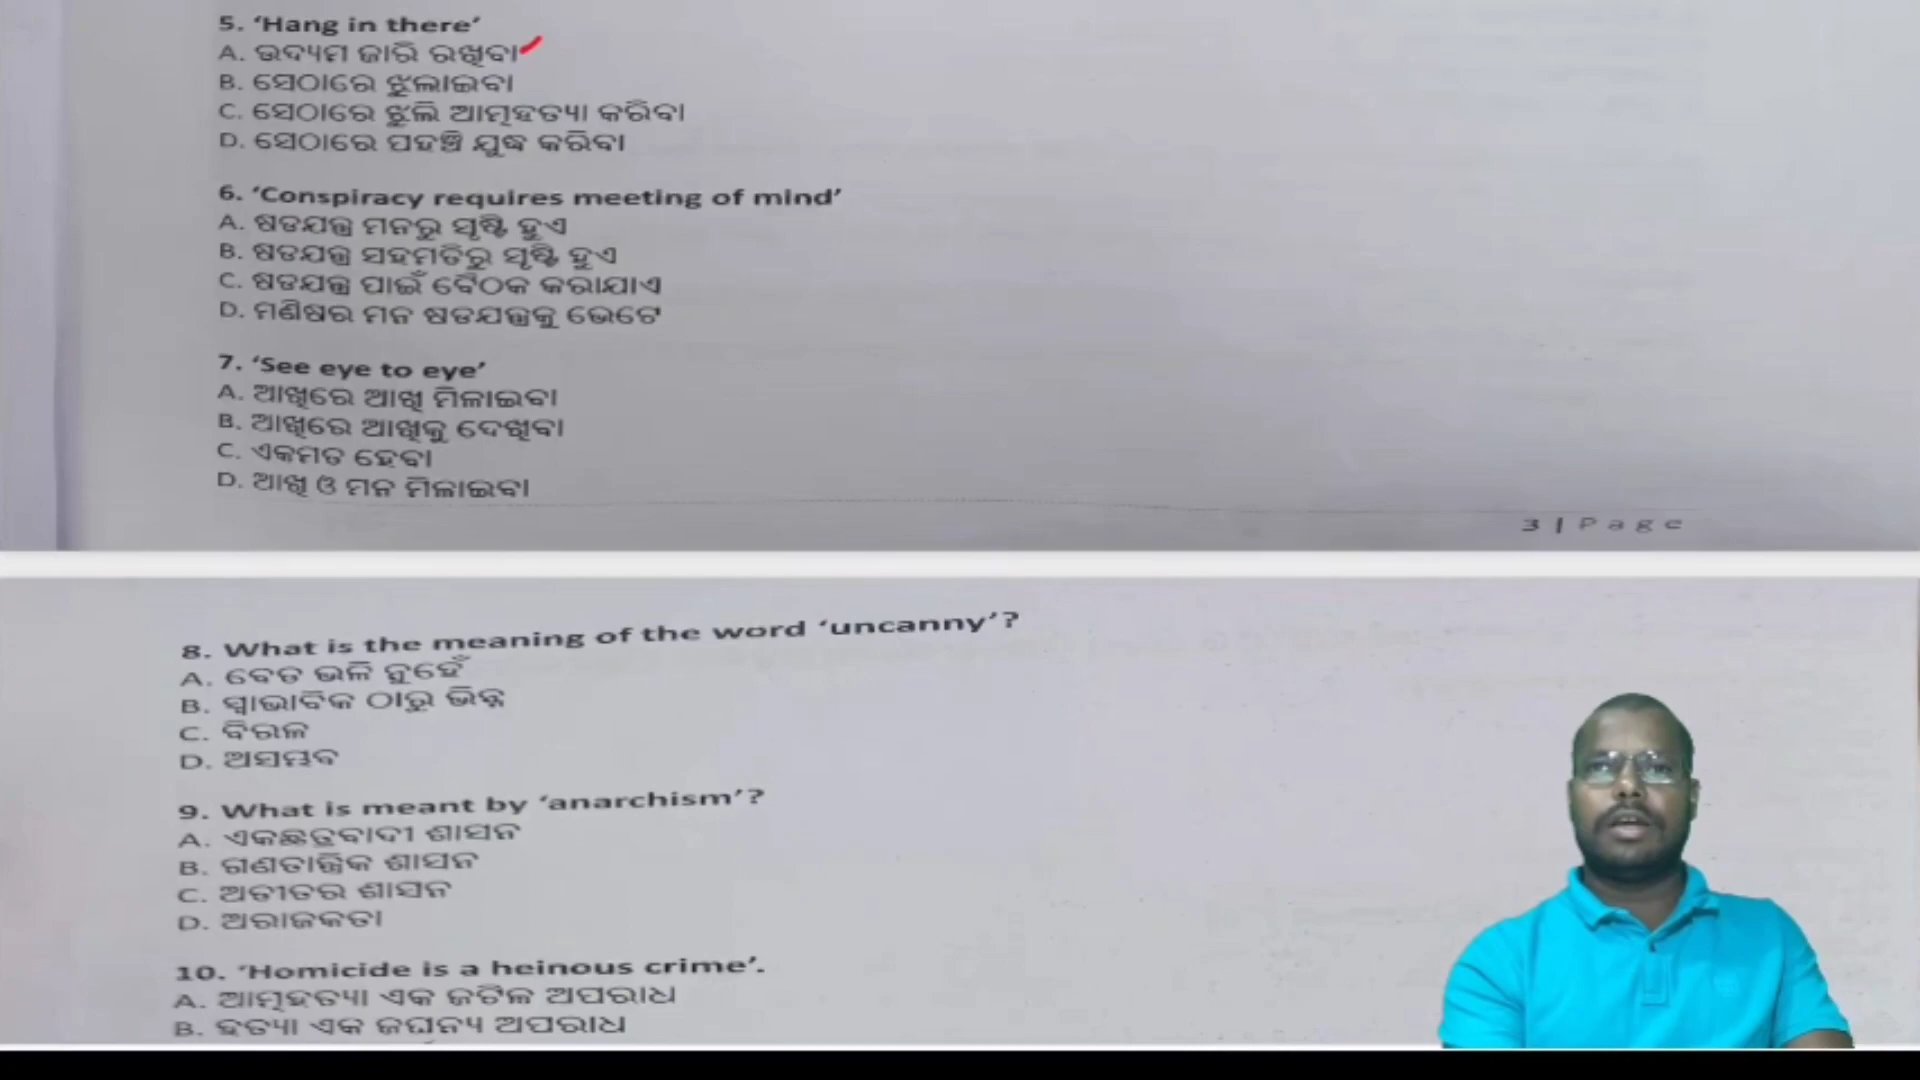 5. ‘Hang in there’
A. ଉଦ୍ୟମ ଜାରି ରଖିବା
B. ସେଠାରେ ଝୁଲାଇବା
C. ସେଠାରେ ଝୁଲି ଆତ୍ମହତ୍ୟା କରିବା
D. ସେଠାରେ ପହଞ୍ଚି ଯୁଦ୍ଧ କରିବା
6. ‘Conspiracy requires meeting of mind’
A. ଷଡଯନ୍ତ୍ର ମନରୁ ସୃଷ୍ଟି ହୁଏ
B. ଷଡଯନ୍ତ୍ର ସହମତିରୁ ସୃଷ୍ଟି ହୁଏ
C. ଷଡଯନ୍ତ୍ର ପାଇଁ ବୈଠକ କରାଯାଏ
D. ମଣିଷର ମନ ଷଡଯନ୍ତ୍ରକୁ ଭେଟେ
7. ‘See eye to eye’
A. ଆଖିରେ ଆଖି ମିଳାଇବା
B. ଆଖିରେ ଆଖିକୁ ଦେଖିବା
C. ଏକମତ ହେବା
D. ଆଖି ଓ ମନ ମିଳାଇବା
3 | Page
8. What is the meaning of the word ‘uncanny’?
A. ବେତ ଭଳି ନୁହେଁ
B. ସ୍ୱାଭାବିକ ଠାରୁ ଭିନ୍ନ
C. ବିରଳ
D. ଅସମ୍ଭବ
9. What is meant by ‘anarchism’?
A. ଏକଛତ୍ରବାଦୀ ଶାସନ
B. ଗଣତାନ୍ତ୍ରିକ ଶାସନ
C. ଅତୀତର ଶାସନ
D. ଅରାଜକତା
10. ‘Homicide is a heinous crime’.
A. ଆତ୍ମହତ୍ୟା ଏକ ଜଟିଳ ଅପରାଧ
B. ହତ୍ୟା ଏକ ଜଘନ୍ୟ ଅପରାଧ